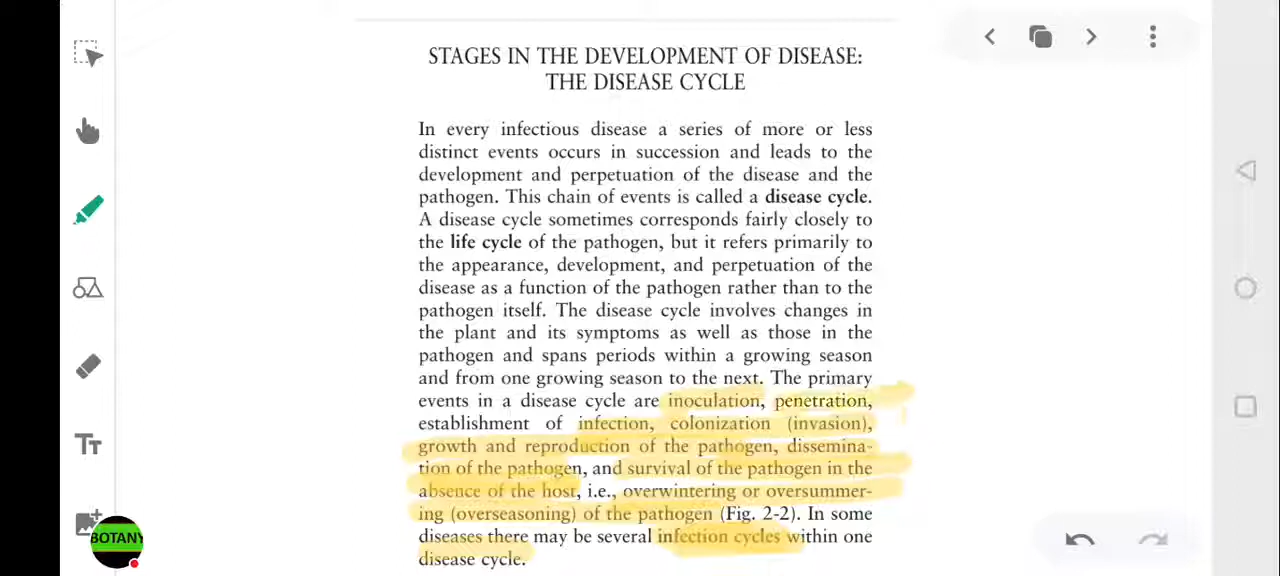 STAGES IN THE DEVELOPMENT OF DISEASE:
THE DISEASE CYCLE
In every infectious disease a series of more or less
distinct events occurs in succession and leads to the
development and perpetuation of the disease and the
pathogen. This chain of events is called a disease cycle.
A disease cycle sometimes corresponds fairly closely to
the life cycle of the pathogen, but it refers primarily to
the appearance, development, and perpetuation of the
disease as a function of the pathogen rather than to the
pathogen itself. The disease cycle involves changes in
the plant and its symptoms as well as those in the
pathogen and spans periods within a growing season
and from one growing season to the next. The primary
events in a disease cycle are inoculation, penetration,
establishment of infection, colonization (invasion),
growth and reproduction of the pathogen, dissemina-
tion of the pathogen, and survival of the pathogen in the
absence of the host, i.e., overwintering or oversummer-
ing (overseasoning) of the pathogen (Fig. 2-2). In some
diseases there may be several infection cycles within one
disease cycle.
TT
BOTANY